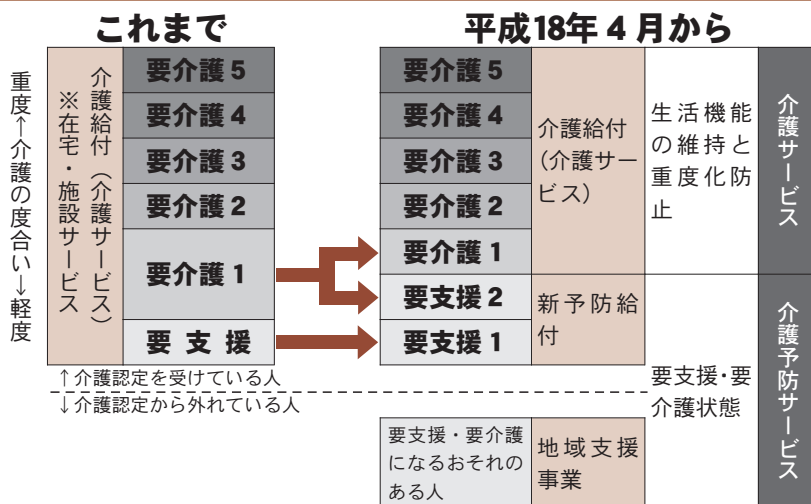 これまで
重度↑介護の度合い↓軽度
介護給付（介護サービス）
※在宅・施設サービス
要介護5
要介護4
要介護3
要介護2
要介護1
要支援
↑介護認定を受けている人
↓介護認定から外れている人
平成18年4月から
要介護5
要介護4
要介護3
要介護2
要介護1
要支援2
要支援1
介護給付
(介護サー
ビス)
新予防給
付
生活機能
の維持と
重度化防
止
要支援・要
介護状態
介護サービス
介護予防サービス
要支援・要介護
になるおそれの
ある人
地域支援
事業